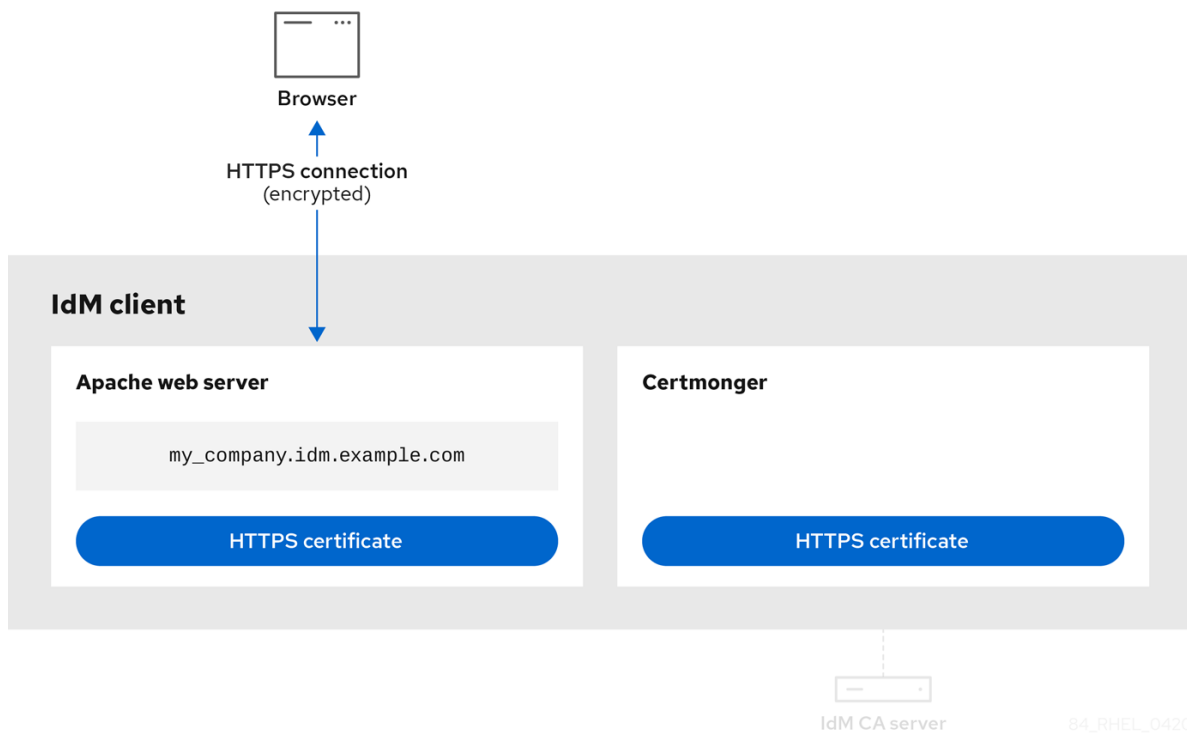 Browser
HTTPS connection
(encrypted)
IdM client
Apache web server
my_company.idm.example.com
HTTPS certificate
Certmonger
HTTPS certificate
IdM CA server
84_RHEL_0420